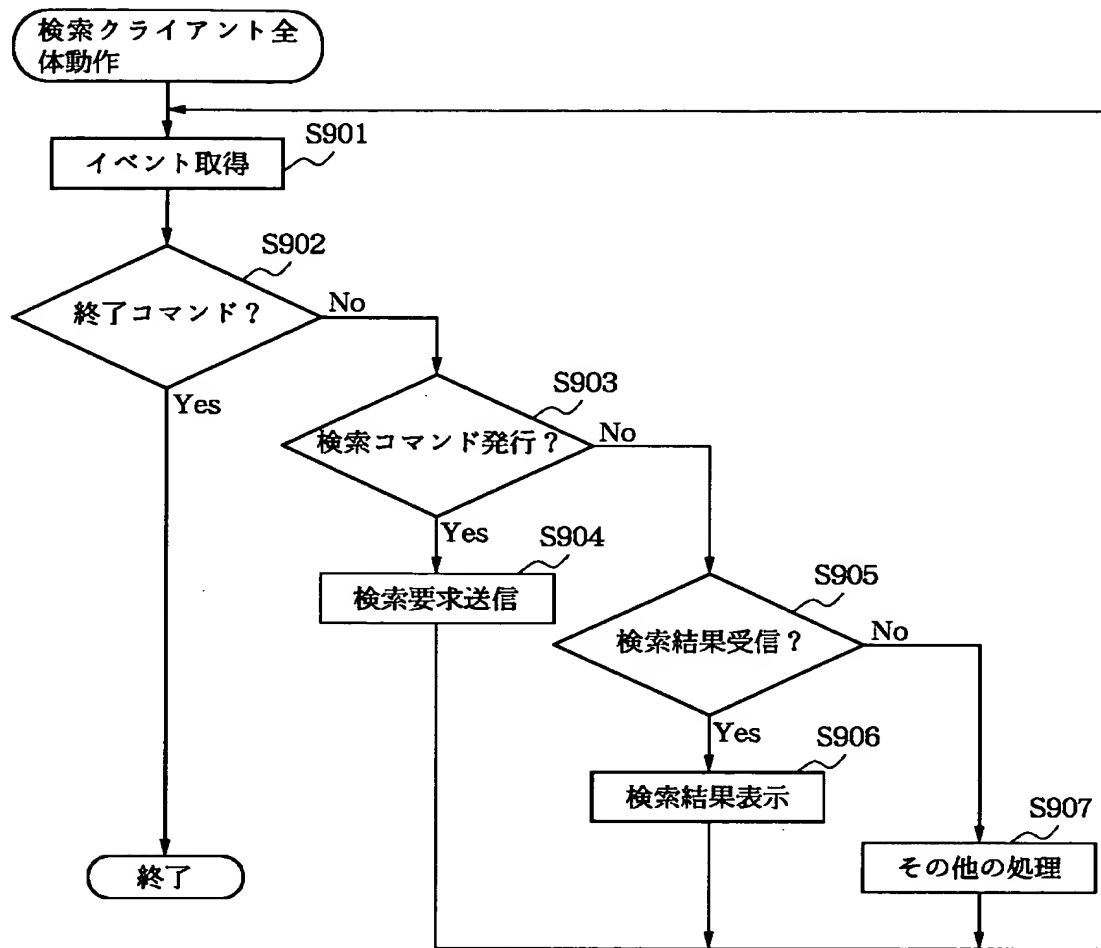 検索クライアント全
体動作
S901
イベント取得
S902
終了コマンド?
No
Yes
S903
検索コマンド発行?
No
Yes
S904
検索要求送信
S905
検索結果受信?
No
Yes
S906
検索結果表示
S907
その他の処理
終了